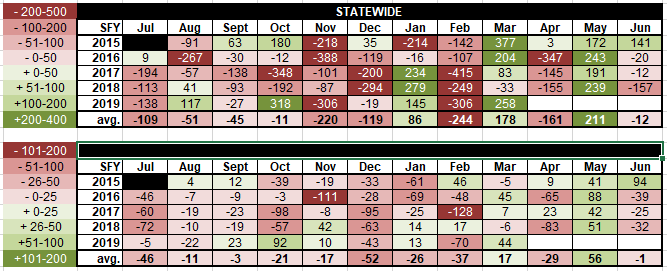 - 200-500 STATEWIDE
- 100-200 SFY Jul Aug Sept Oct Nov Dec Jan Feb Mar Apr May Jun
- 51-100 2015 -91 63 180 -218 35 -214 -142 377 3 172 141
- 0-50 2016 9 -267 -30 -12 -388 -119 -16 -107 204 -347 243 -20
+ 0-50 2017 -194 -57 -138 -348 -101 -200 234 -415 83 -145 191 -12
+ 51-100 2018 -113 41 -93 -192 -87 -294 279 -249 -33 -155 239 -157
+100-200 2019 -138 117 -27 318 -306 -19 145 -306 258
+200-400 avg. -109 -51 -45 -11 -220 -119 86 -244 178 -161 211 -12
- 101-200
- 51-100 SFY Jul Aug Sept Oct Nov Dec Jan Feb Mar Apr May Jun
- 26-50 2015 4 12 -39 -19 -33 -61 46 -5 9 41 94
- 0-25 2016 -46 -7 -9 -3 -111 -28 -69 -48 45 -65 88 -39
+ 0-25 2017 -60 -19 -23 -98 -8 -95 -25 -128 7 23 42 -25
+ 26-50 2018 -72 -10 -19 -57 42 -63 14 17 -6 -83 51 -32
+51-100 2019 -5 -22 23 92 10 -43 13 -70 44
+101-200 avg. -46 -11 -3 -21 -17 -52 -26 -37 17 -29 56 -1